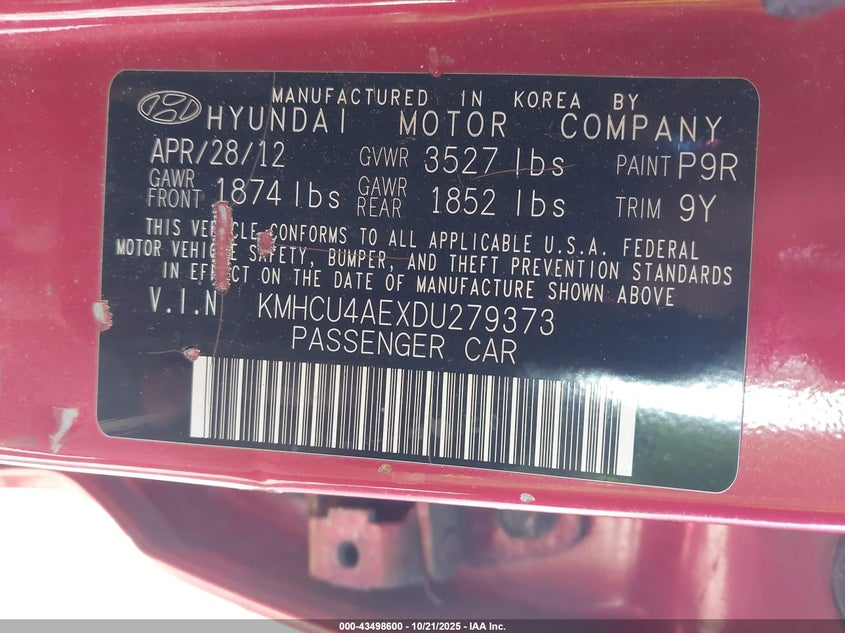 MANUFACTURED IN KOREA BY
HYUNDAI MOTOR COMPANY
APR/28/12 GVWR 3527 lbs PAINT P9R
GAWR FRONT 1874 lbs GAWR REAR 1852 lbs TRIM 9Y
THIS VEHICLE CONFORMS TO ALL APPLICABLE U.S.A. FEDERAL
MOTOR VEHICLE SAFETY, BUMPER, AND THEFT PREVENTION STANDARDS
IN EFFECT ON THE DATE OF MANUFACTURE SHOWN ABOVE
V.I.N KMHCU4AEXDU279373
PASSENGER CAR
000-43498600 - 10/21/2025 - IAA Inc.